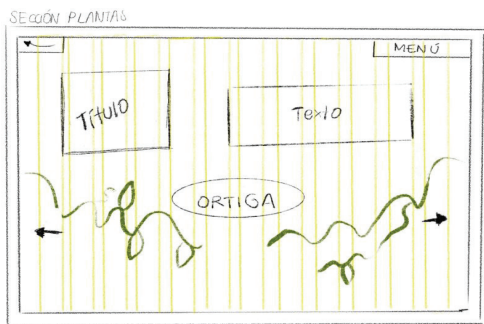 SECCIÓN PLANTAS
MENÚ
Título
Texto
ORTIGA